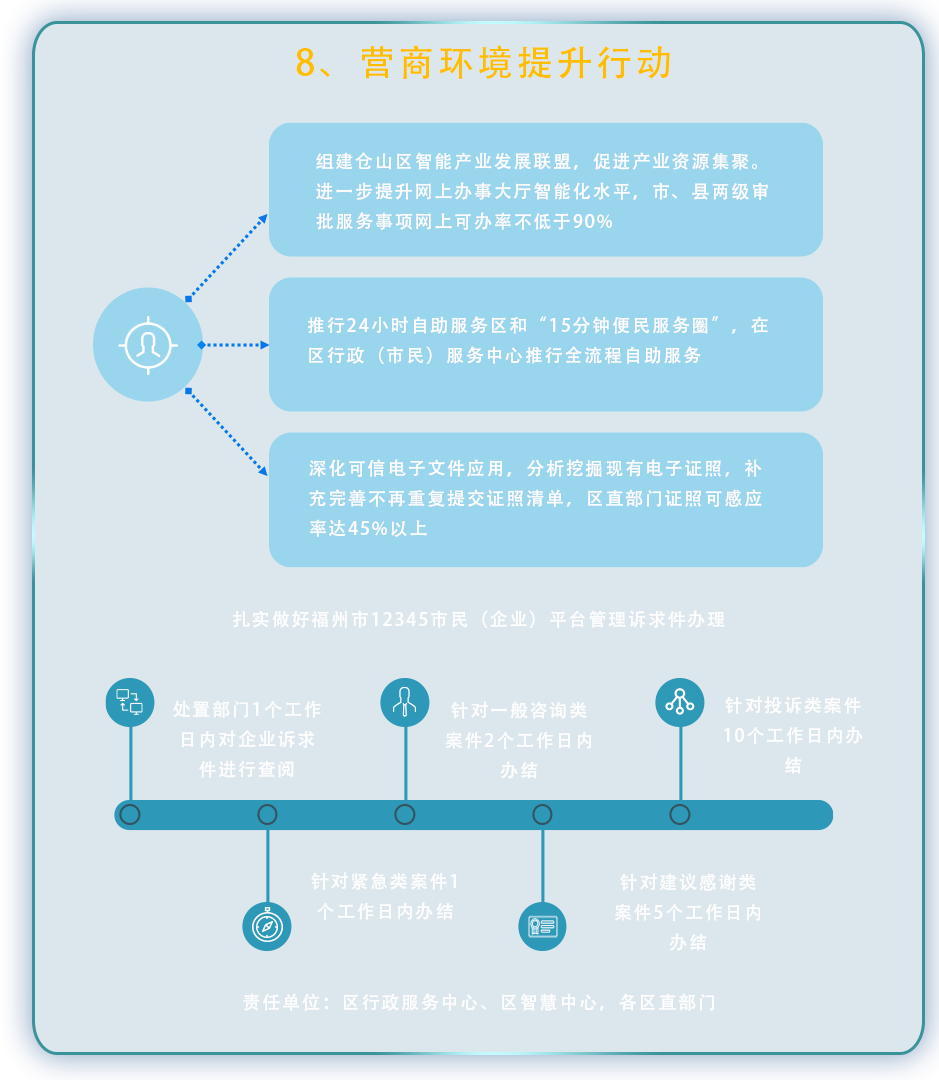 8、营商环境提升行动
组建仓山区智能产业发展联盟，促进产业资源集聚。
进一步提升网上办事大厅智能化水平，市、县两级审
批服务事项网上可办率不低于90%
推行24小时自助服务区和“15分钟便民服务圈”，在
区行政（市民）服务中心推行全流程自助服务
深化可信电子文件应用，分析挖掘现有电子证照，补
充完善不再重复提交证照清单，区直部门证照可感应
率达45%以上
扎实做好福州市12345市民（企业）平台管理诉求件办理
处置部门1个工作
日内对企业诉求
件进行查阅
针对一般咨询类
案件2个工作日内
办结
针对投诉类案件
10个工作日内办
结
针对紧急类案件1
个工作日内办结
针对建议感谢类
案件5个工作日内
办结
责任单位：区行政服务中心、区智慧中心，各区直部门